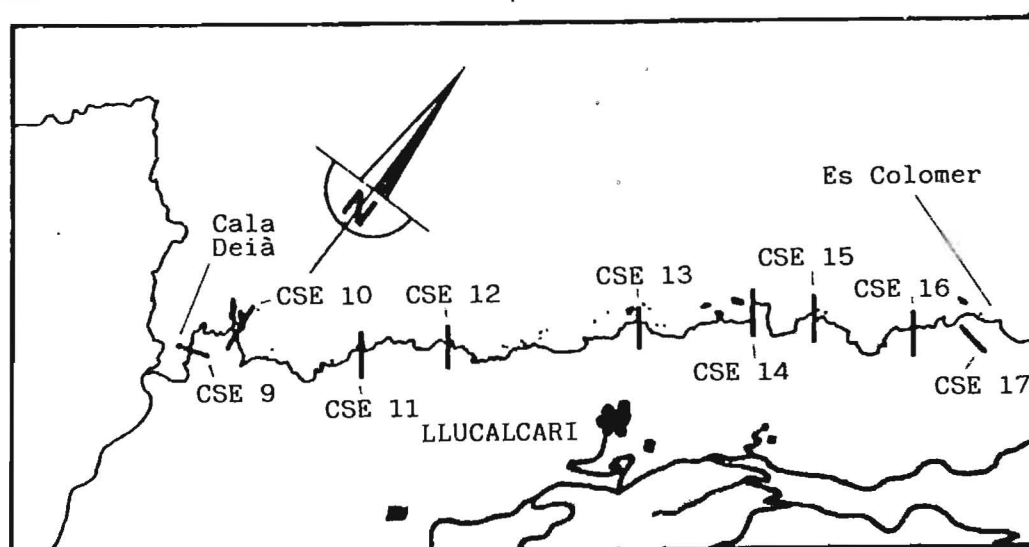 N
Es Colomer
Cala
Deià
CSE 10
CSE 12
CSE 13
CSE 15
CSE 16
CSE 9
CSE 11
CSE 14
CSE 17
LLUCALCARI